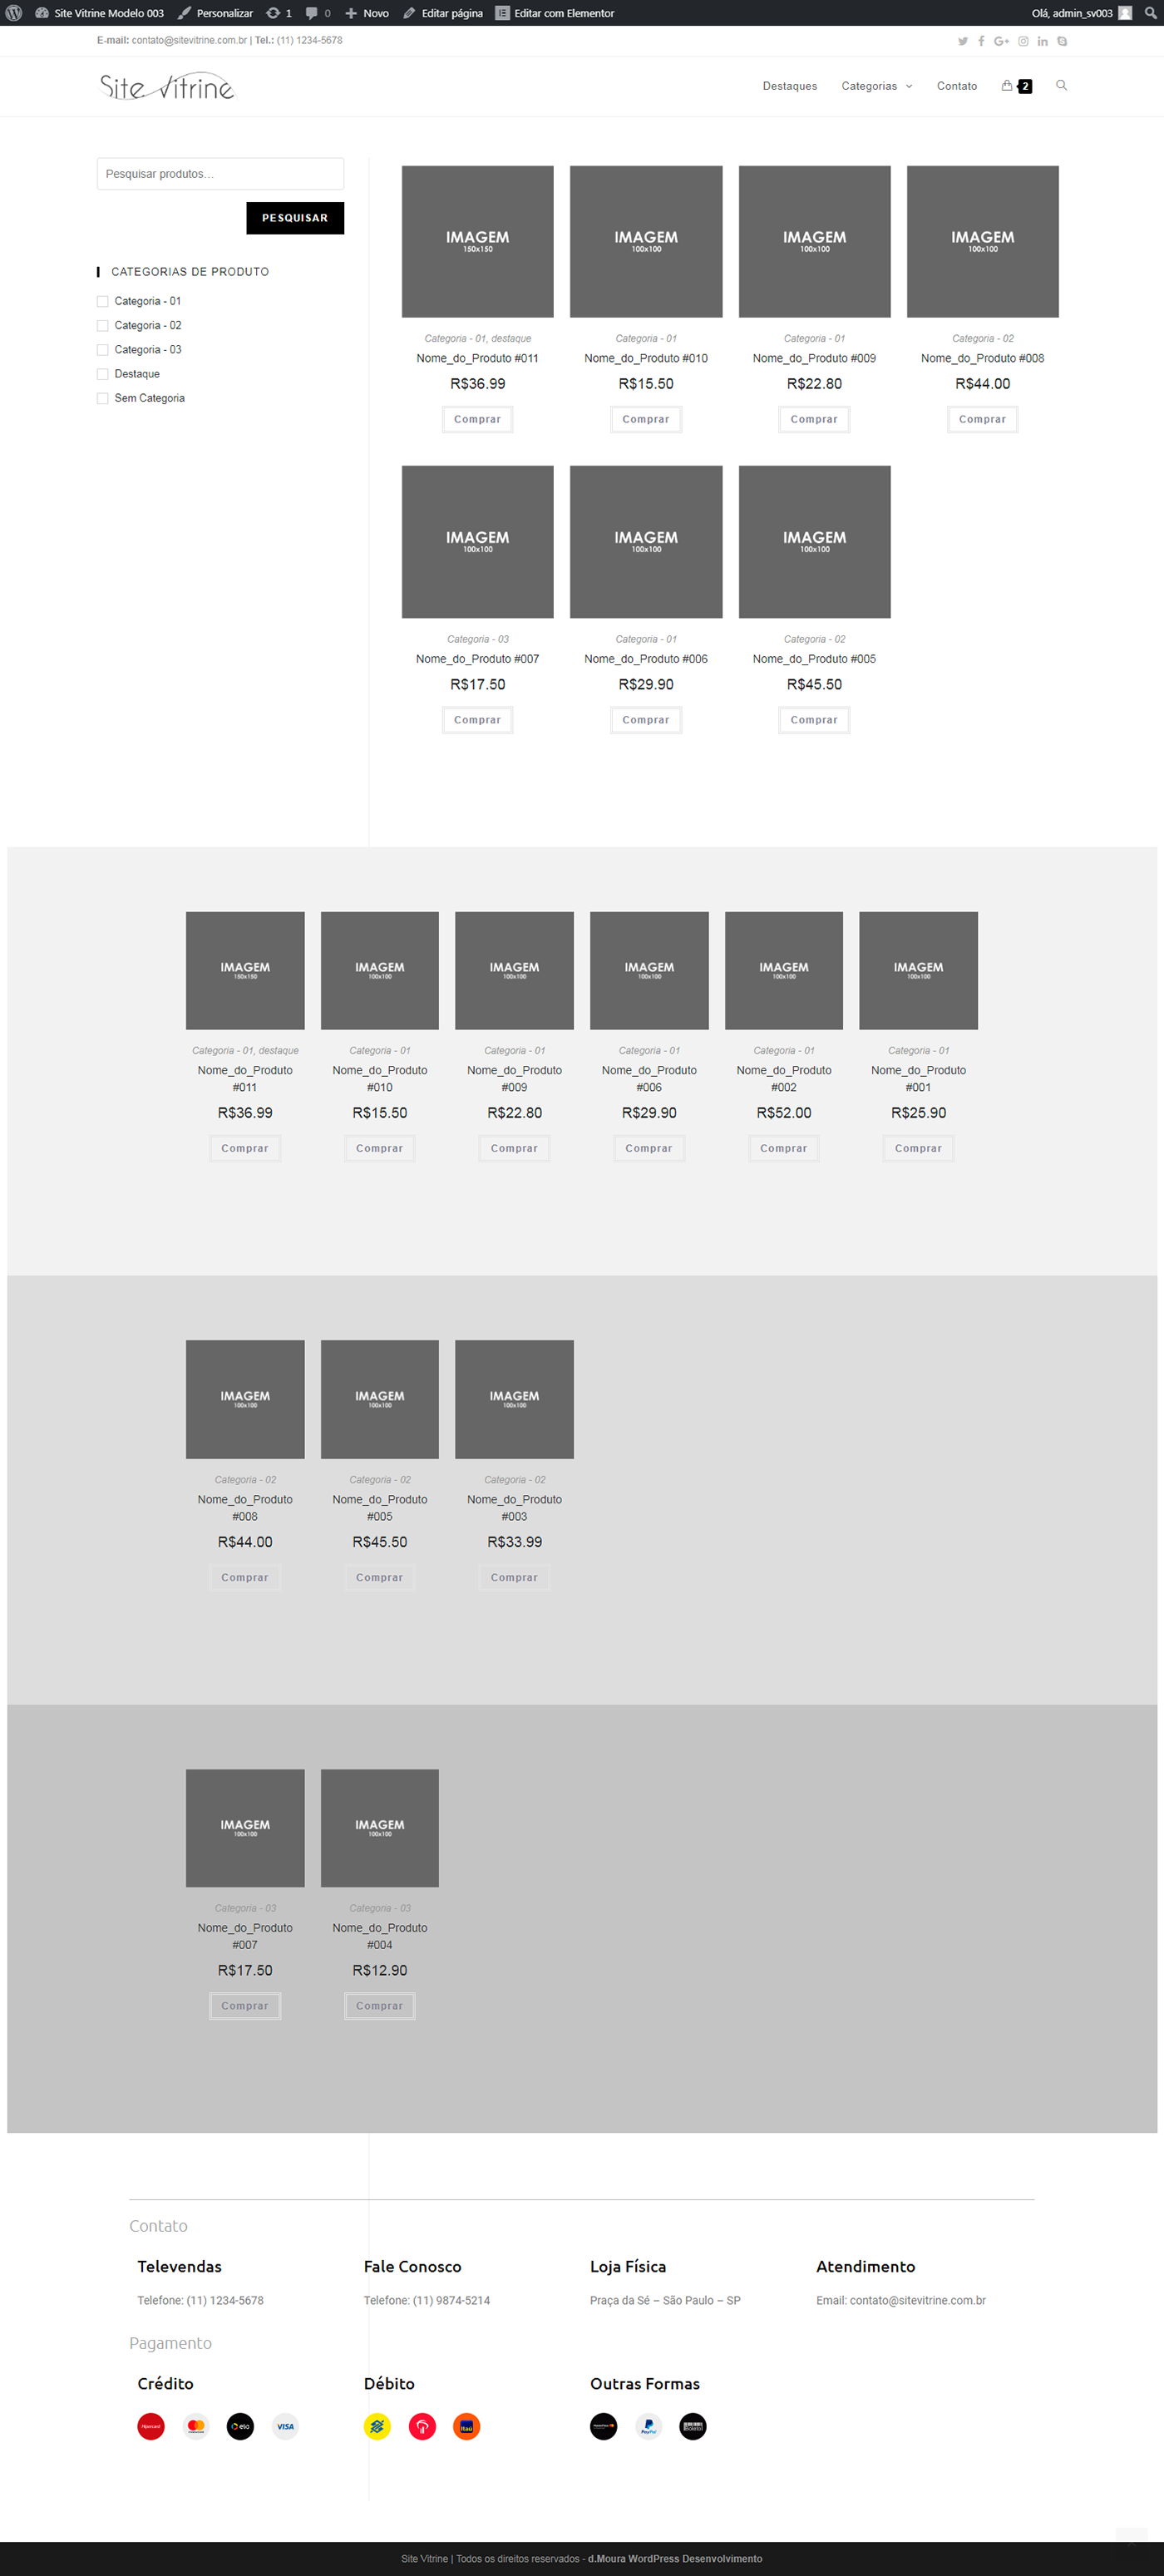 Site Vitrine Modelo 003 Personalizar 1 0 Novo Editar página Editar com Elementor Olá, admin_sv003
E-mail: contato@sitevitrine.com.br | Tel.: (11) 1234-5678
Site Vitrine
Destaques Categorias Contato 2
Pesquisar produtos...
PESQUISAR
CATEGORIAS DE PRODUTO
Categoria - 01
Categoria - 02
Categoria - 03
Destaque
Sem Categoria
IMAGEM IMAGEM IMAGEM IMAGEM
150x150 100x100 100x100 100x100
Categoria - 01, destaque Categoria - 01 Categoria - 01 Categoria - 02
Nome_do_Produto #011 Nome_do_Produto #010 Nome_do_Produto #009 Nome_do_Produto #008
R$36.99 R$15.50 R$22.80 R$44.00
Comprar Comprar Comprar Comprar
IMAGEM IMAGEM IMAGEM
100x100 100x100 100x100
Categoria - 03 Categoria - 01 Categoria - 02
Nome_do_Produto #007 Nome_do_Produto #006 Nome_do_Produto #005
R$17.50 R$29.90 R$45.50
Comprar Comprar Comprar
IMAGEM IMAGEM IMAGEM IMAGEM IMAGEM IMAGEM
150x150 100x100 100x100 100x100 100x100 100x100
Categoria - 01, destaque Categoria - 01 Categoria - 01 Categoria - 01 Categoria - 01 Categoria - 01
Nome_do_Produto Nome_do_Produto Nome_do_Produto Nome_do_Produto Nome_do_Produto Nome_do_Produto
#011 #010 #009 #006 #002 #001
R$36.99 R$15.50 R$22.80 R$29.90 R$52.00 R$25.90
Comprar Comprar Comprar Comprar Comprar Comprar
IMAGEM IMAGEM IMAGEM
100x100 100x100 100x100
Categoria - 02 Categoria - 02 Categoria - 02
Nome_do_Produto Nome_do_Produto Nome_do_Produto
#008 #005 #003
R$44.00 R$45.50 R$33.99
Comprar Comprar Comprar
IMAGEM IMAGEM
100x100 100x100
Categoria - 03 Categoria - 03
Nome_do_Produto Nome_do_Produto
#007 #004
R$17.50 R$12.90
Comprar Comprar
Contato
Televendas Fale Conosco Loja Física Atendimento
Telefone: (11) 1234-5678 Telefone: (11) 9874-5214 Praça da Sé – São Paulo – SP Email: contato@sitevitrine.com.br
Pagamento
Crédito Débito Outras Formas
Hipercard elo VISA Itaú PayPal
Site Vitrine | Todos os direitos reservados - d.Moura WordPress Desenvolvimento